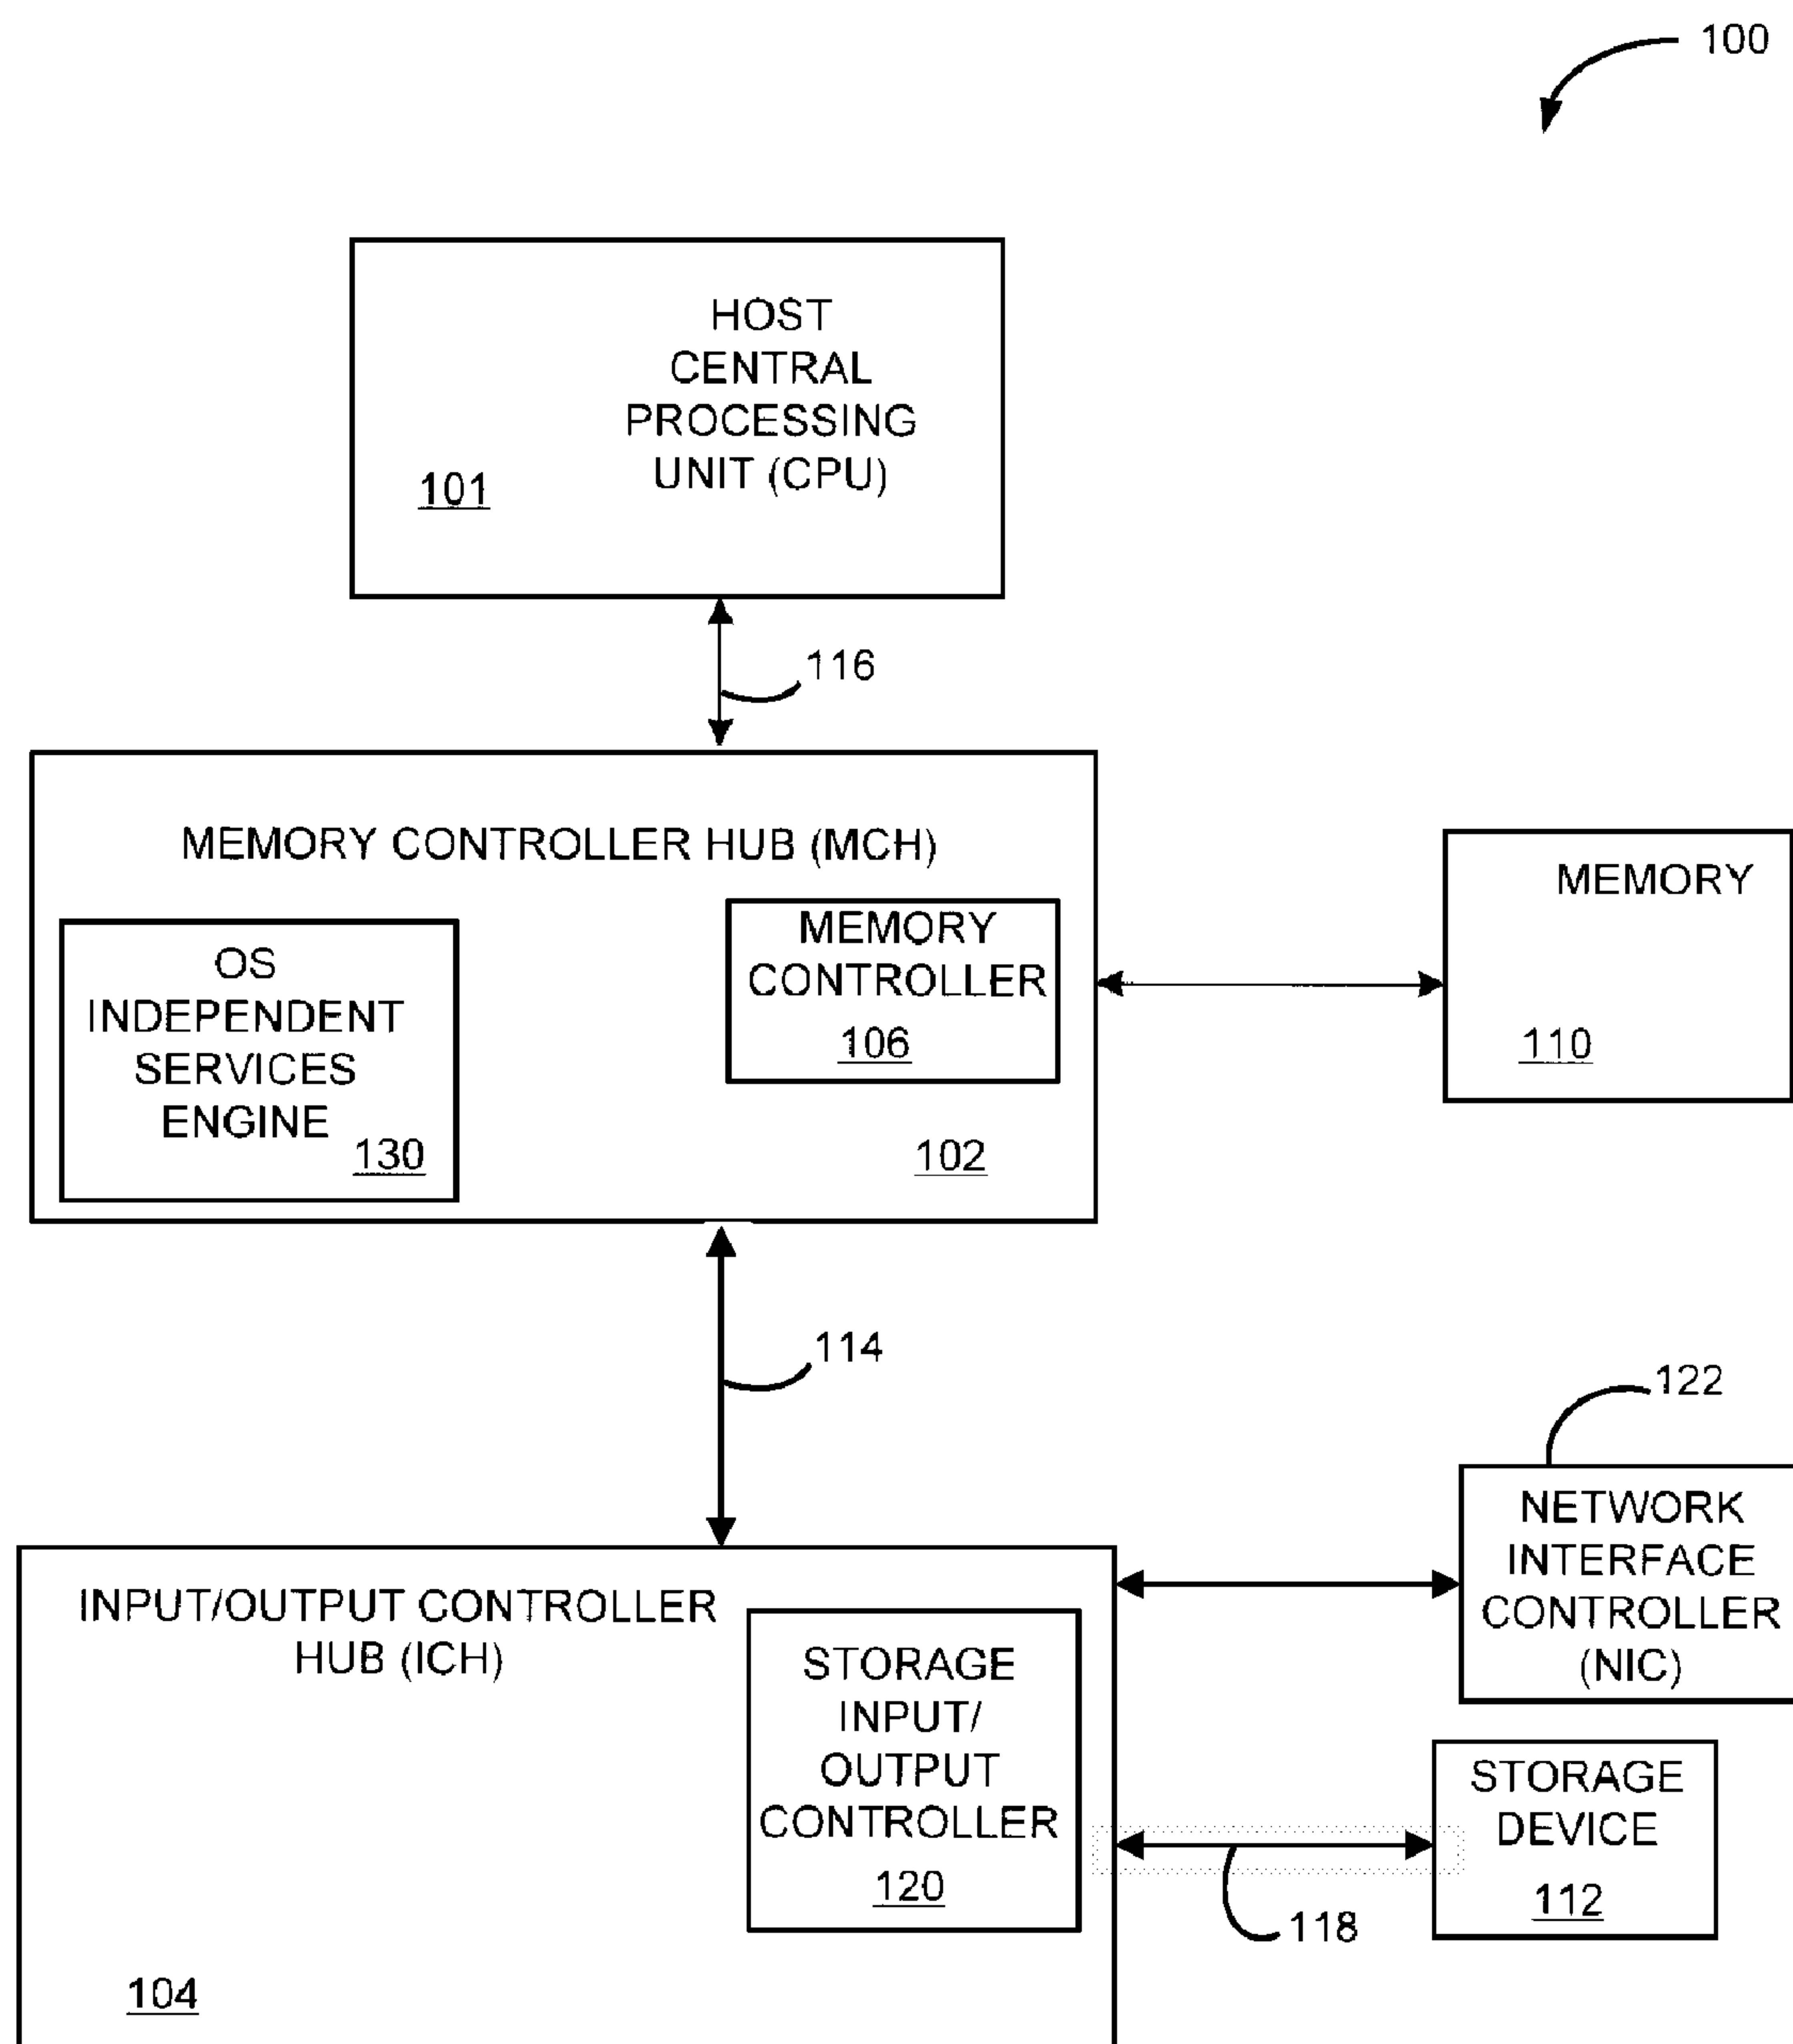 100
HOST
CENTRAL
PROCESSING
UNIT (CPU)
101
116
MEMORY CONTROLLER HUB (MCH)
OS
INDEPENDENT
SERVICES
ENGINE
130
MEMORY
CONTROLLER
106
102
MEMORY
110
114
122
NETWORK
INTERFACE
CONTROLLER
(NIC)
INPUT/OUTPUT CONTROLLER
HUB (ICH)
STORAGE
INPUT/
OUTPUT
CONTROLLER
120
STORAGE
DEVICE
112
118
104